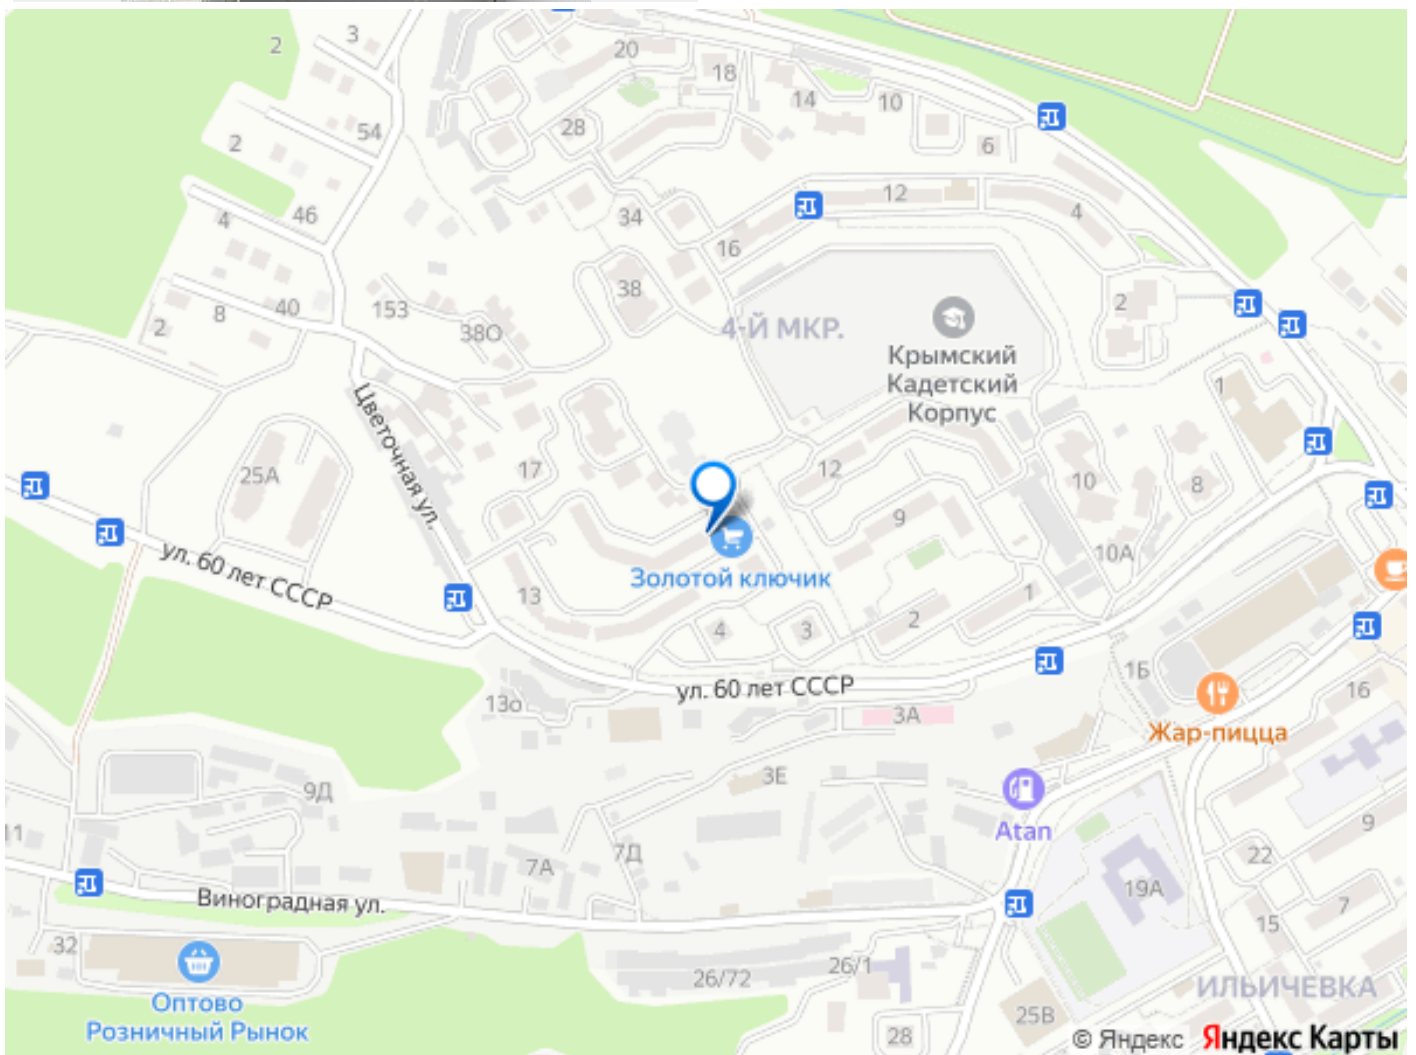 3
2
20
18
14
10
28
54
2
6
12
4
46
4
34
16
38
153
40
8
2
38О
4-Й МКР.
2
Крымский
Кадетский
Корпус
1
Цветочная ул.
17
25А
12
10
8
9
10А
ул. 60 лет СССР
Золотой ключик
13
4
3
2
1
1Б
16
ул. 60 лет СССР
13о
3А
Жар-пицца
3Е
9Д
Atan
11
7А
7Д
9
22
19А
Виноградная ул.
7
15
32
26/72
26/1
ИЛЬИЧЕВКА
Оптово
Розничный Рынок
28
25В
© Яндекс Яндекс Карты